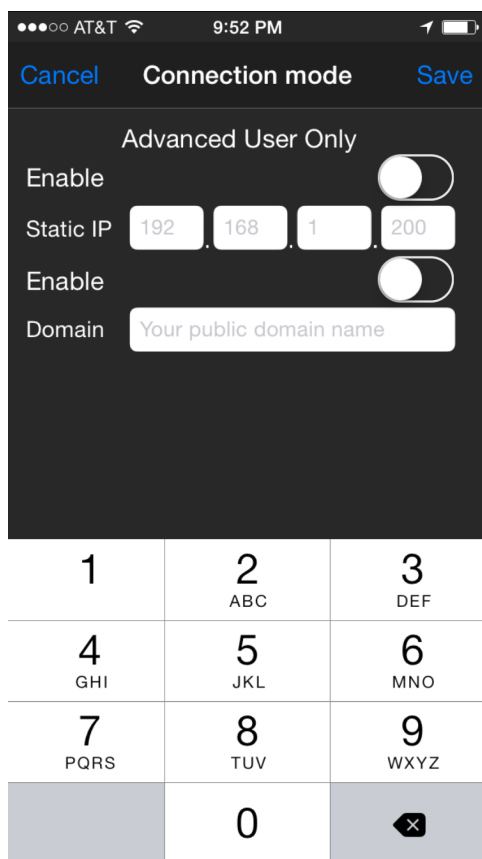 ●●●○○ AT&T 9:52 PM
Cancel Connection mode Save
Advanced User Only
Enable
Static IP 192 . 168 . 1 . 200
Enable
Domain Your public domain name
1 2 3
ABC DEF
4 5 6
GHI JKL MNO
7 8 9
PQRS TUV WXYZ
0